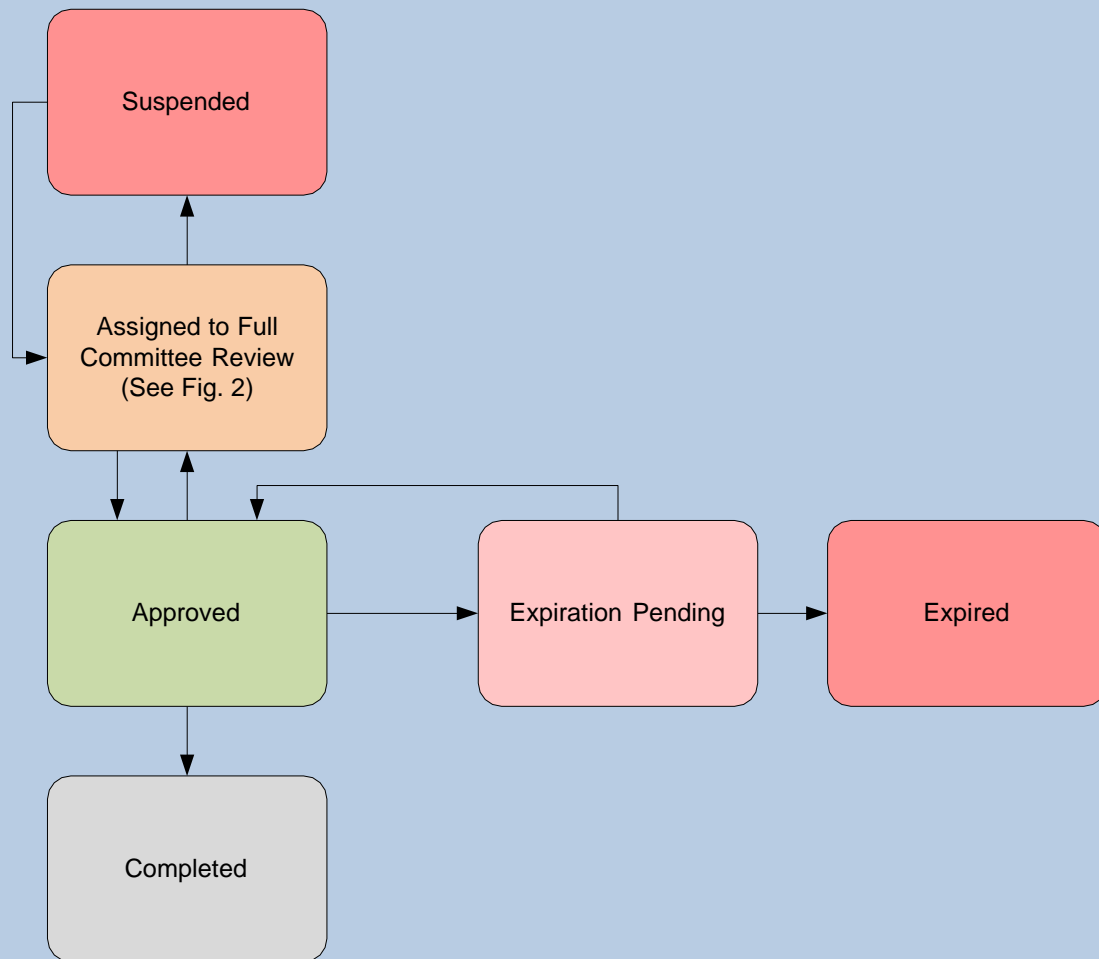 Suspended
Assigned to Full
Committee Review
(See Fig. 2)
Approved
Expiration Pending
Expired
Completed